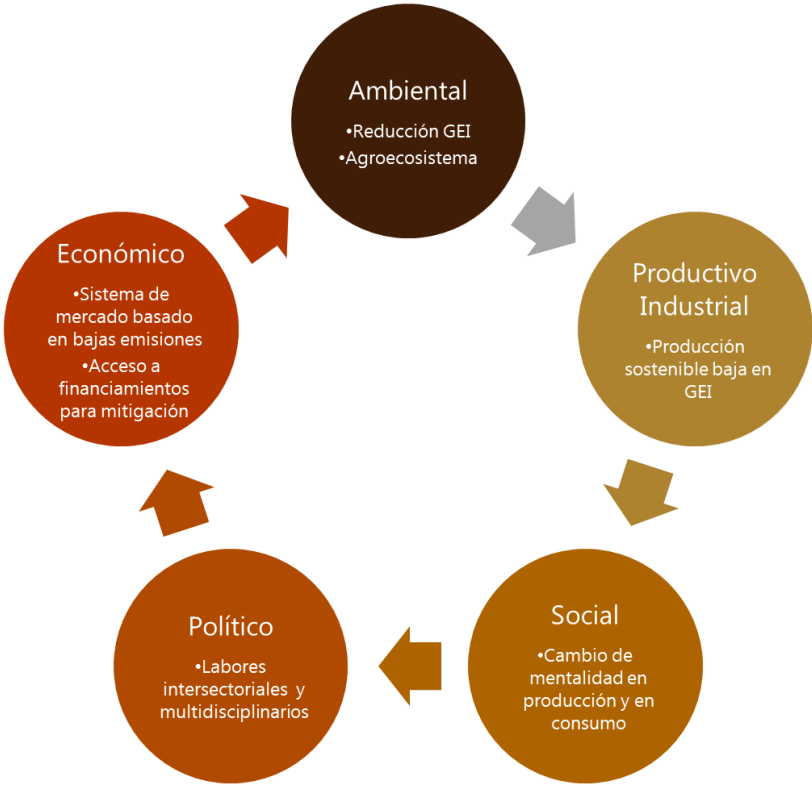 Ambiental
•Reducción GEI
•Agroecosistema
Productivo
Industrial
•Producción
sostenible baja en
GEI
Social
•Cambio de
mentalidad en
producción y en
consumo
Político
•Labores
intersectoriales y
multidisciplinarios
Económico
•Sistema de
mercado basado
en bajas emisiones
•Acceso a
financiamientos
para mitigación